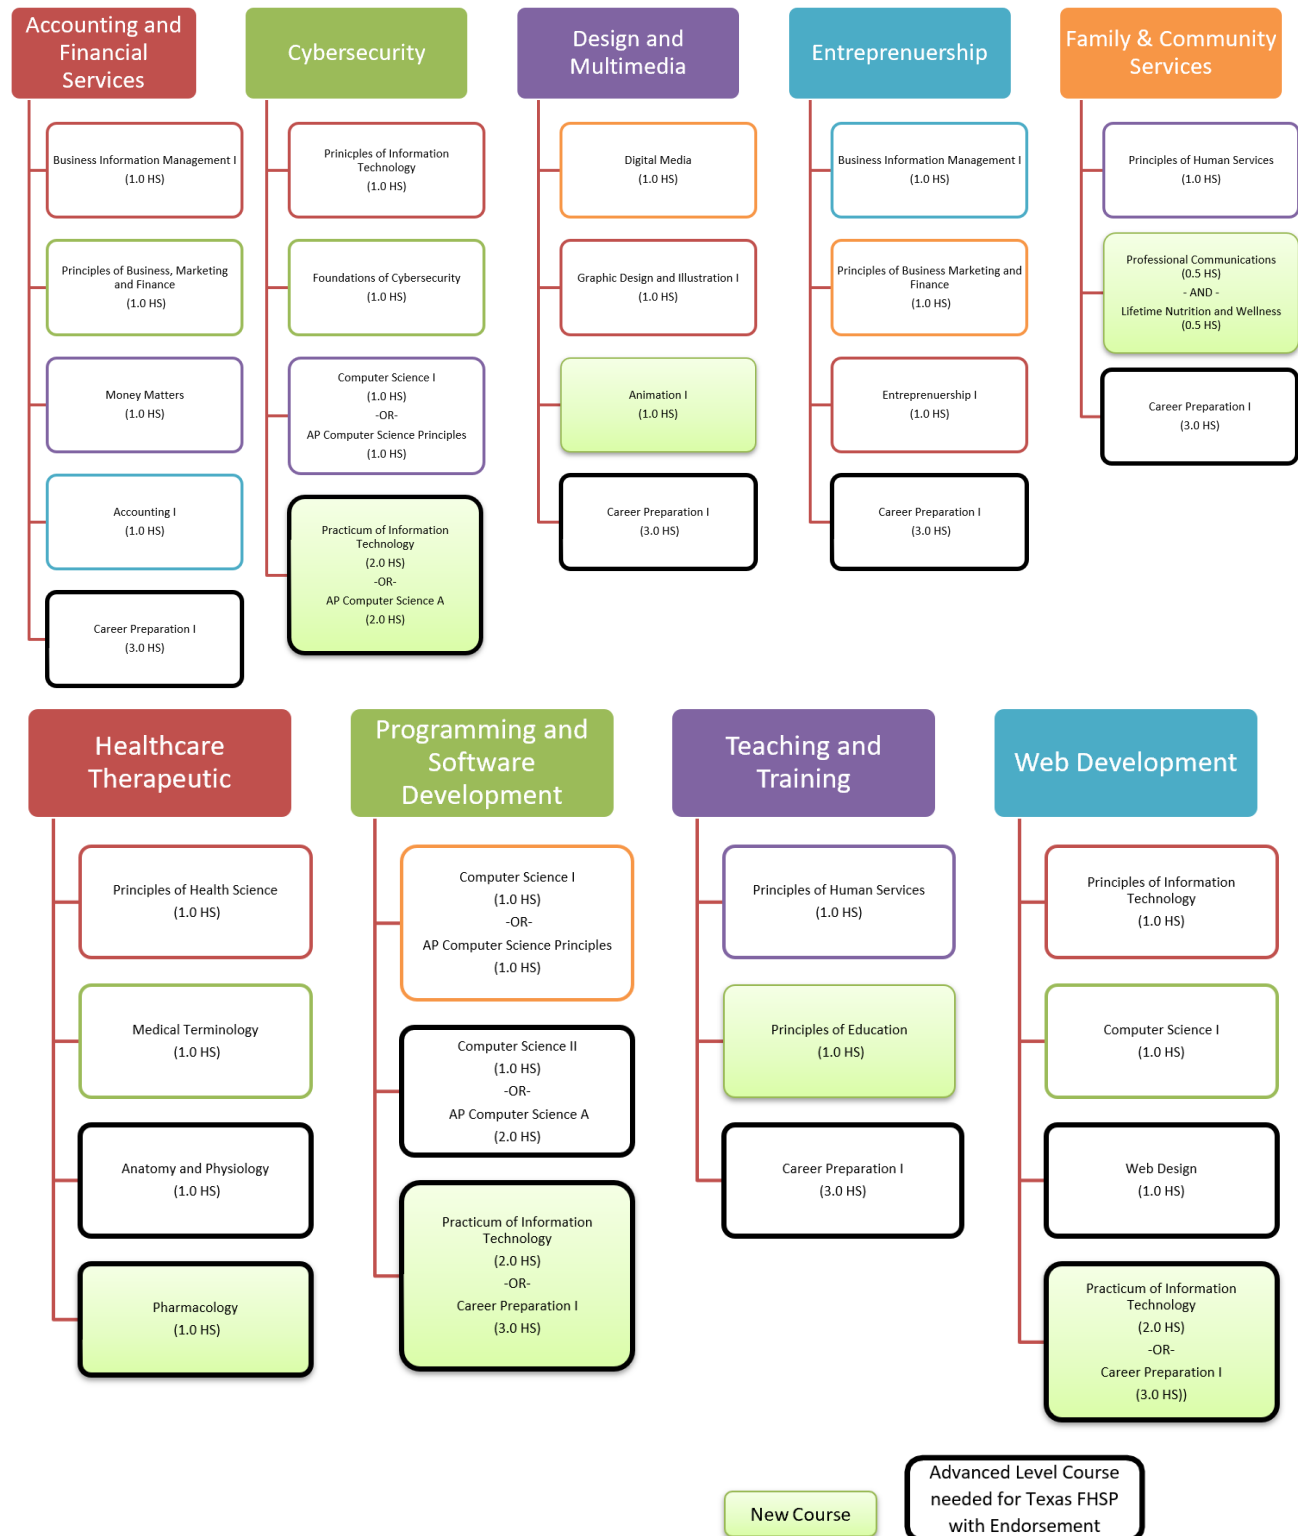 Accounting and
Financial
Services
Business Information Management I
(1.0 HS)
Principles of Business, Marketing
and Finance
(1.0 HS)
Money Matters
(1.0 HS)
Accounting I
(1.0 HS)
Career Preparation I
(3.0 HS)
Cybersecurity
Prinicples of Information
Technology
(1.0 HS)
Foundations of Cybersecurity
(1.0 HS)
Computer Science I
(1.0 HS)
-OR-
AP Computer Science Principles
(1.0 HS)
Practicum of Information
Technology
(2.0 HS)
-OR-
AP Computer Science A
(2.0 HS)
Design and
Multimedia
Digital Media
(1.0 HS)
Graphic Design and Illustration I
(1.0 HS)
Animation I
(1.0 HS)
Career Preparation I
(3.0 HS)
Entreprenuership
Business Information Management I
(1.0 HS)
Principles of Business Marketing and
Finance
(1.0 HS)
Entreprenuership I
(1.0 HS)
Career Preparation I
(3.0 HS)
Family & Community
Services
Principles of Human Services
(1.0 HS)
Professional Communications
(0.5 HS)
- AND -
Lifetime Nutrition and Wellness
(0.5 HS)
Career Preparation I
(3.0 HS)
Healthcare
Therapeutic
Principles of Health Science
(1.0 HS)
Medical Terminology
(1.0 HS)
Anatomy and Physiology
(1.0 HS)
Pharmacology
(1.0 HS)
Programming and
Software
Development
Computer Science I
(1.0 HS)
-OR-
AP Computer Science Principles
(1.0 HS)
Computer Science II
(1.0 HS)
-OR-
AP Computer Science A
(2.0 HS)
Practicum of Information
Technology
(2.0 HS)
-OR-
Career Preparation I
(3.0 HS)
Teaching and
Training
Principles of Human Services
(1.0 HS)
Principles of Education
(1.0 HS)
Career Preparation I
(3.0 HS)
Web Development
Principles of Information
Technology
(1.0 HS)
Computer Science I
(1.0 HS)
Web Design
(1.0 HS)
Practicum of Information
Technology
(2.0 HS)
-OR-
Career Preparation I
(3.0 HS))
New Course
Advanced Level Course
needed for Texas FHSP
with Endorsement